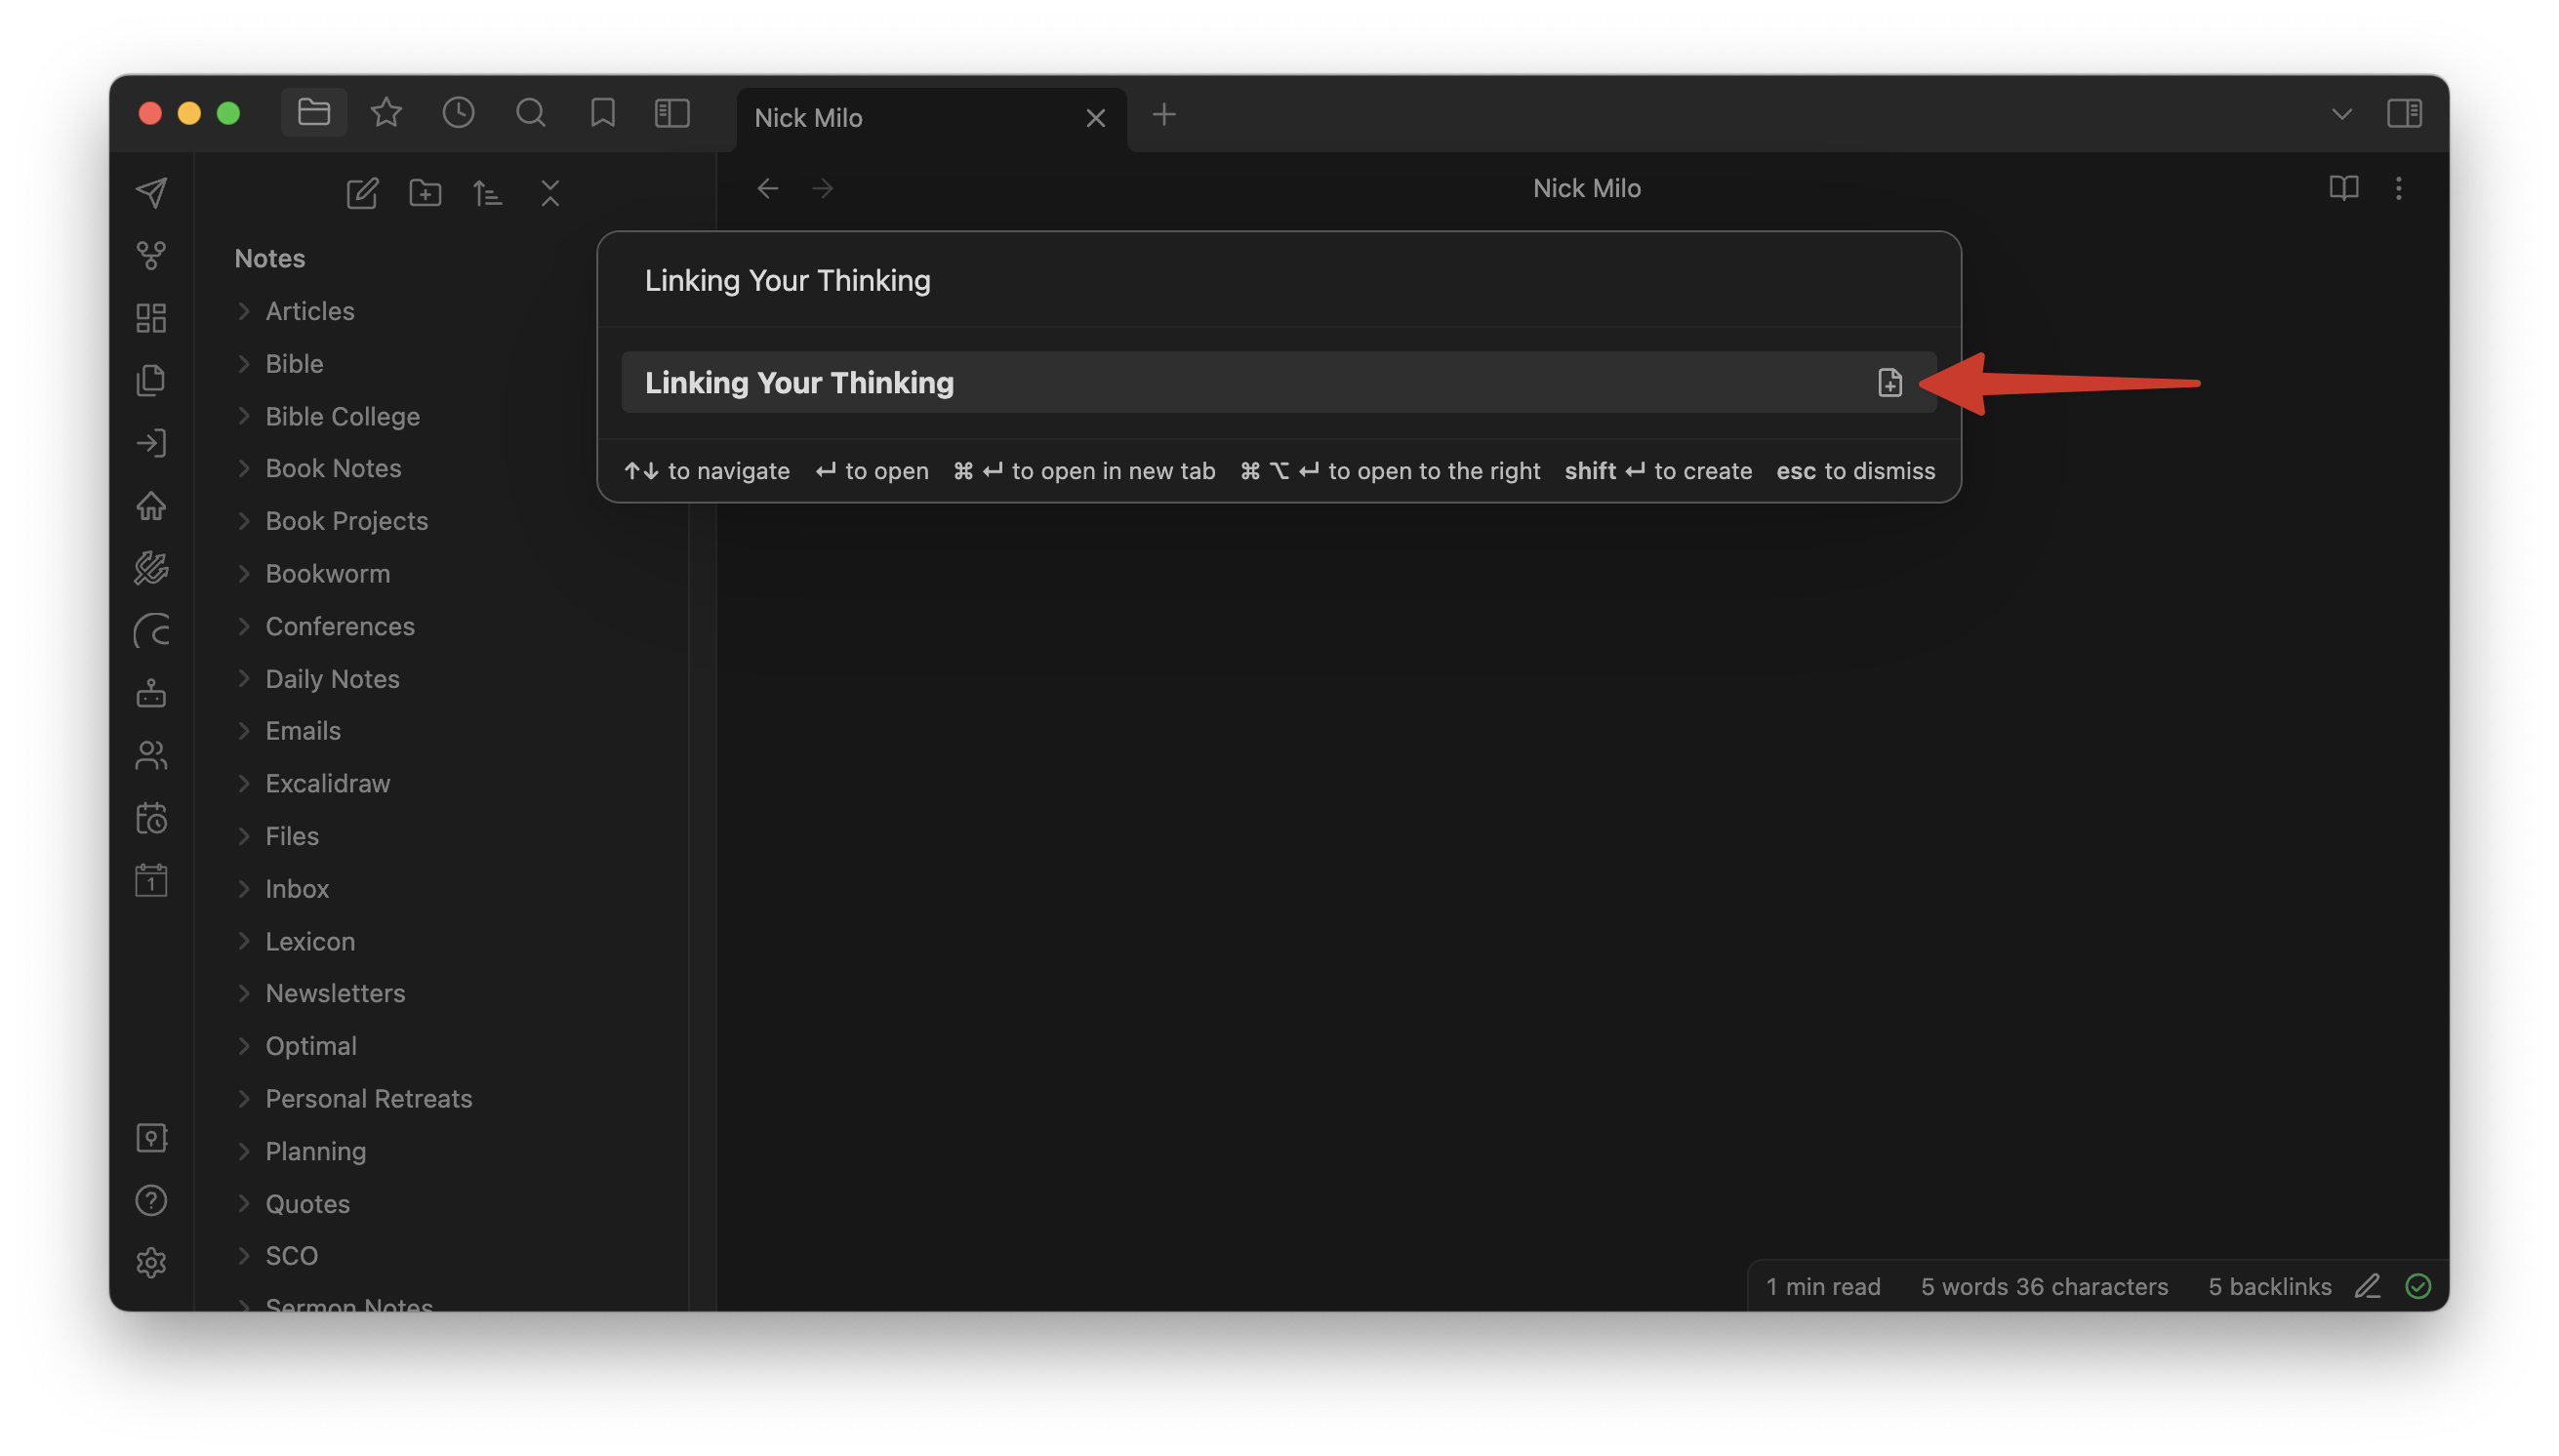 Nick Milo
Nick Milo
Notes
Articles
Bible
Bible College
Book Notes
Book Projects
Bookworm
Conferences
Daily Notes
Emails
Excalidraw
Files
Inbox
Lexicon
Newsletters
Optimal
Personal Retreats
Planning
Quotes
SCO
Sermon Notes
Linking Your Thinking
Linking Your Thinking
↑↓ to navigate ↵ to open ⌘ ↵ to open in new tab ⌘ ⌥ ↵ to open to the right shift ↵ to create esc to dismiss
1
1 min read 5 words 36 characters 5 backlinks